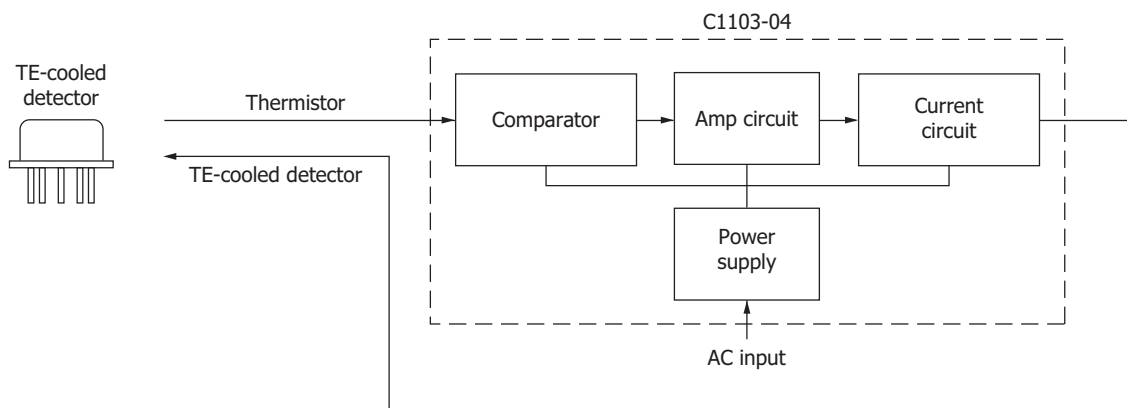 C1103-04
TE-cooled
detector
Thermistor
Comparator
Amp circuit
Current
circuit
TE-cooled detector
Power
supply
AC input